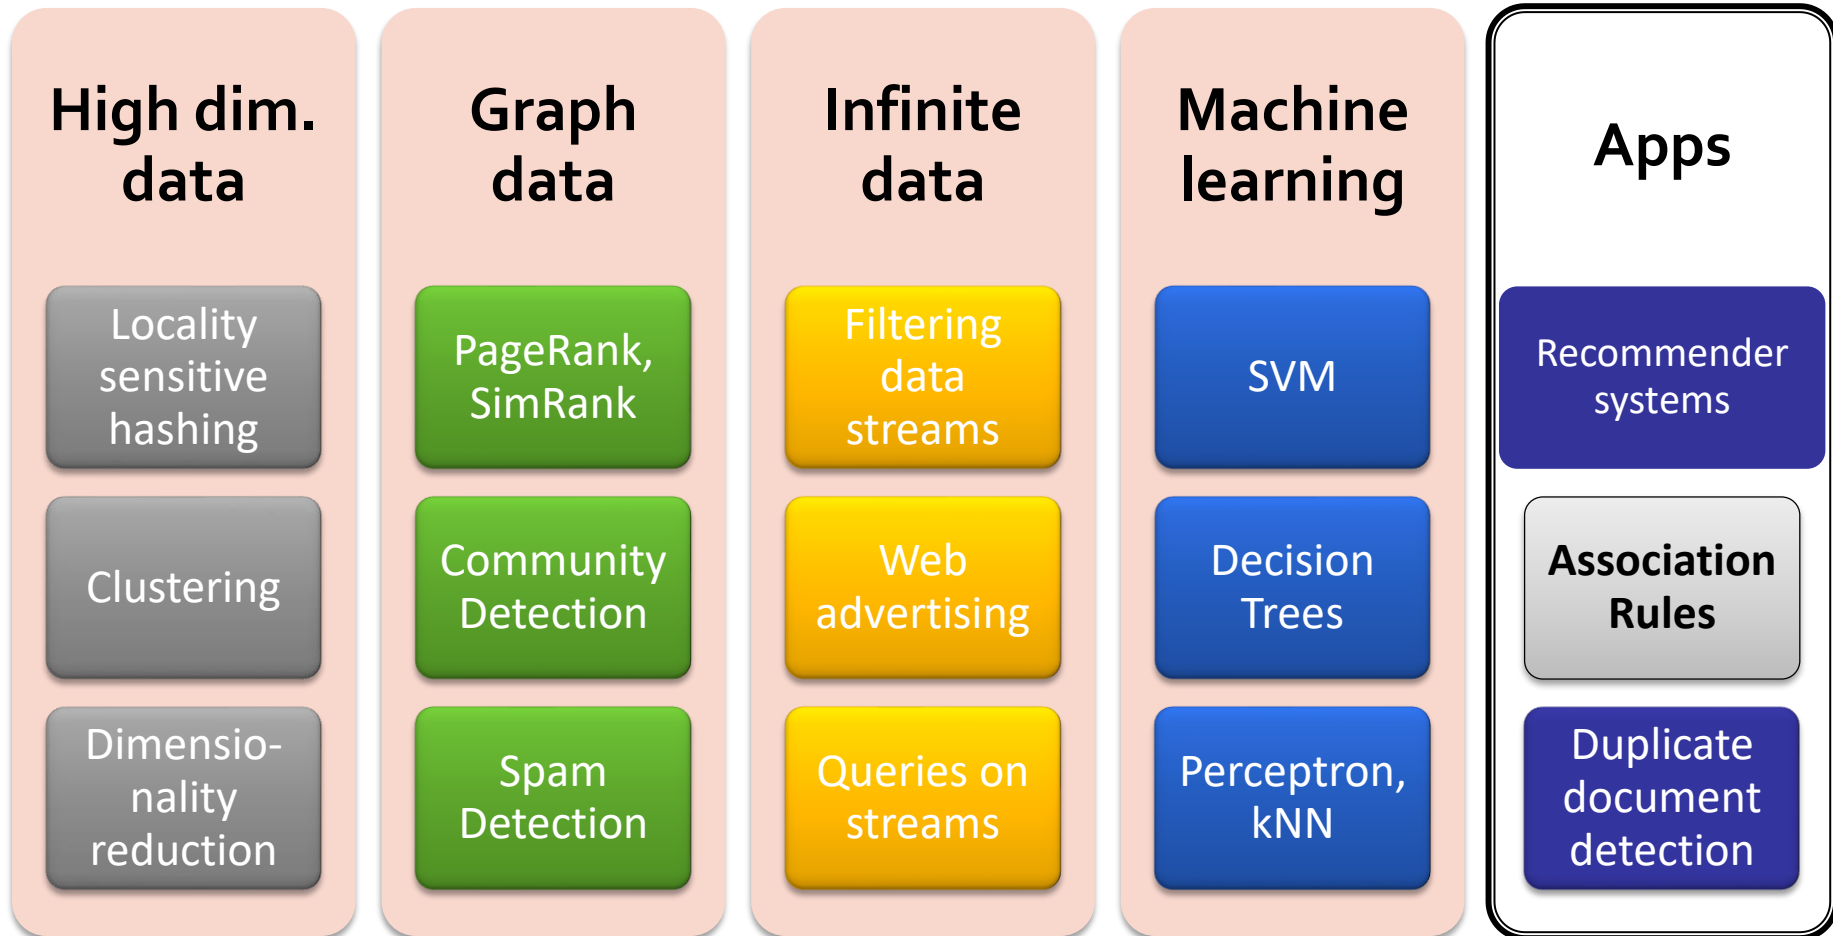 High dim.
data
Locality
sensitive
hashing
Clustering
Dimensio-
nality
reduction
Graph
data
PageRank,
SimRank
Community
Detection
Spam
Detection
Infinite
data
Filtering
data
streams
Web
advertising
Queries on
streams
Machine
learning
SVM
Decision
Trees
Perceptron,
kNN
Apps
Recommender
systems
Association
Rules
Duplicate
document
detection